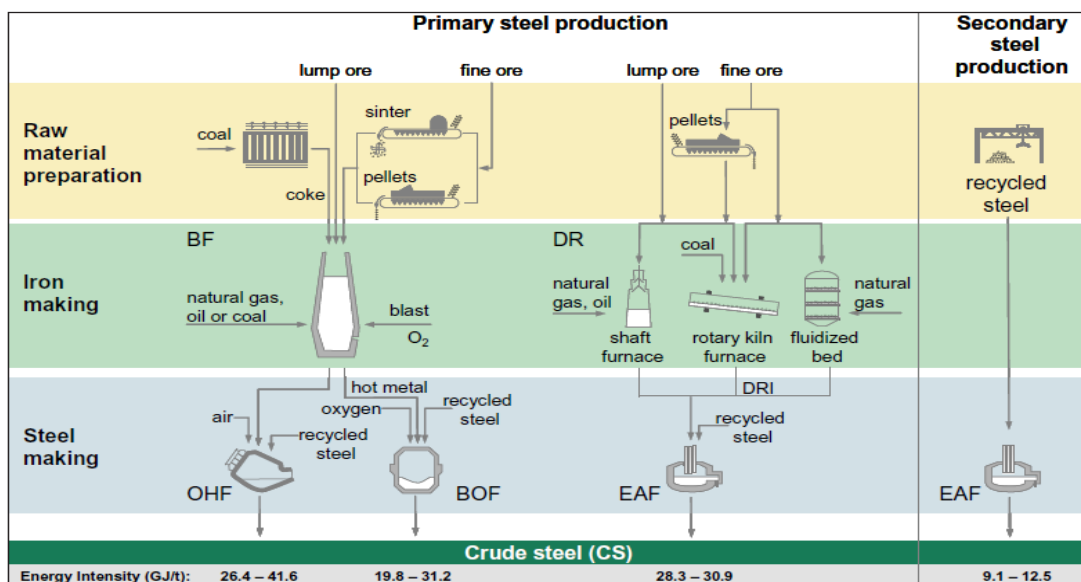 Primary steel production
Secondary
steel
production
lump ore
fine ore
lump ore
fine ore
Raw
material
preparation
coal
sinter
pellets
coke
pellets
recycled
steel
BF
DR
Iron
making
natural gas,
oil or coal
blast
O₂
coal
natural
gas, oil
natural
gas
shaft
furnace
rotary kiln
furnace
fluidized
bed
Steel
making
hot metal
oxygen
recycled
steel
air
recycled
steel
DRI
recycled
steel
OHF
BOF
EAF
EAF
Crude steel (CS)
Energy Intensity (GJ/t): 26.4 – 41.6 19.8 – 31.2 28.3 – 30.9 9.1 – 12.5